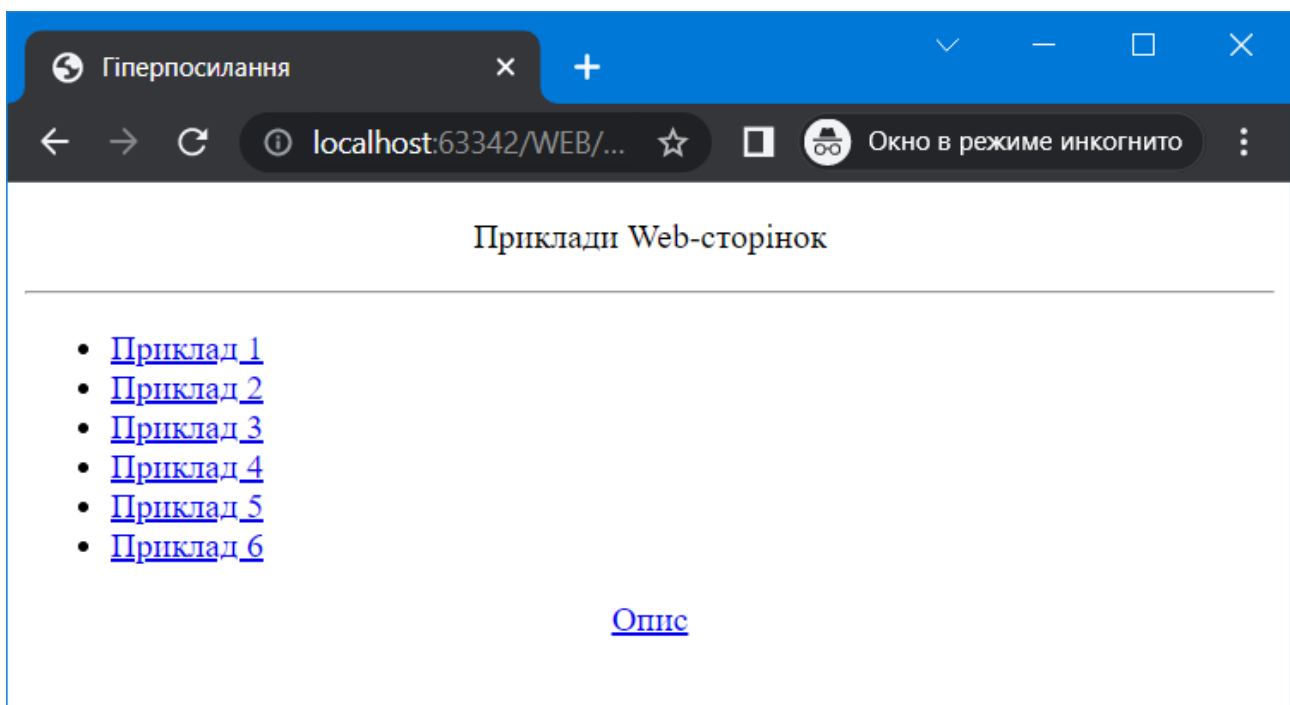 Гіперпосилання
localhost:63342/WEB/... Окно в режиме инкогнито
Приклади Web-сторінок
Приклад 1
Приклад 2
Приклад 3
Приклад 4
Приклад 5
Приклад 6
Опис